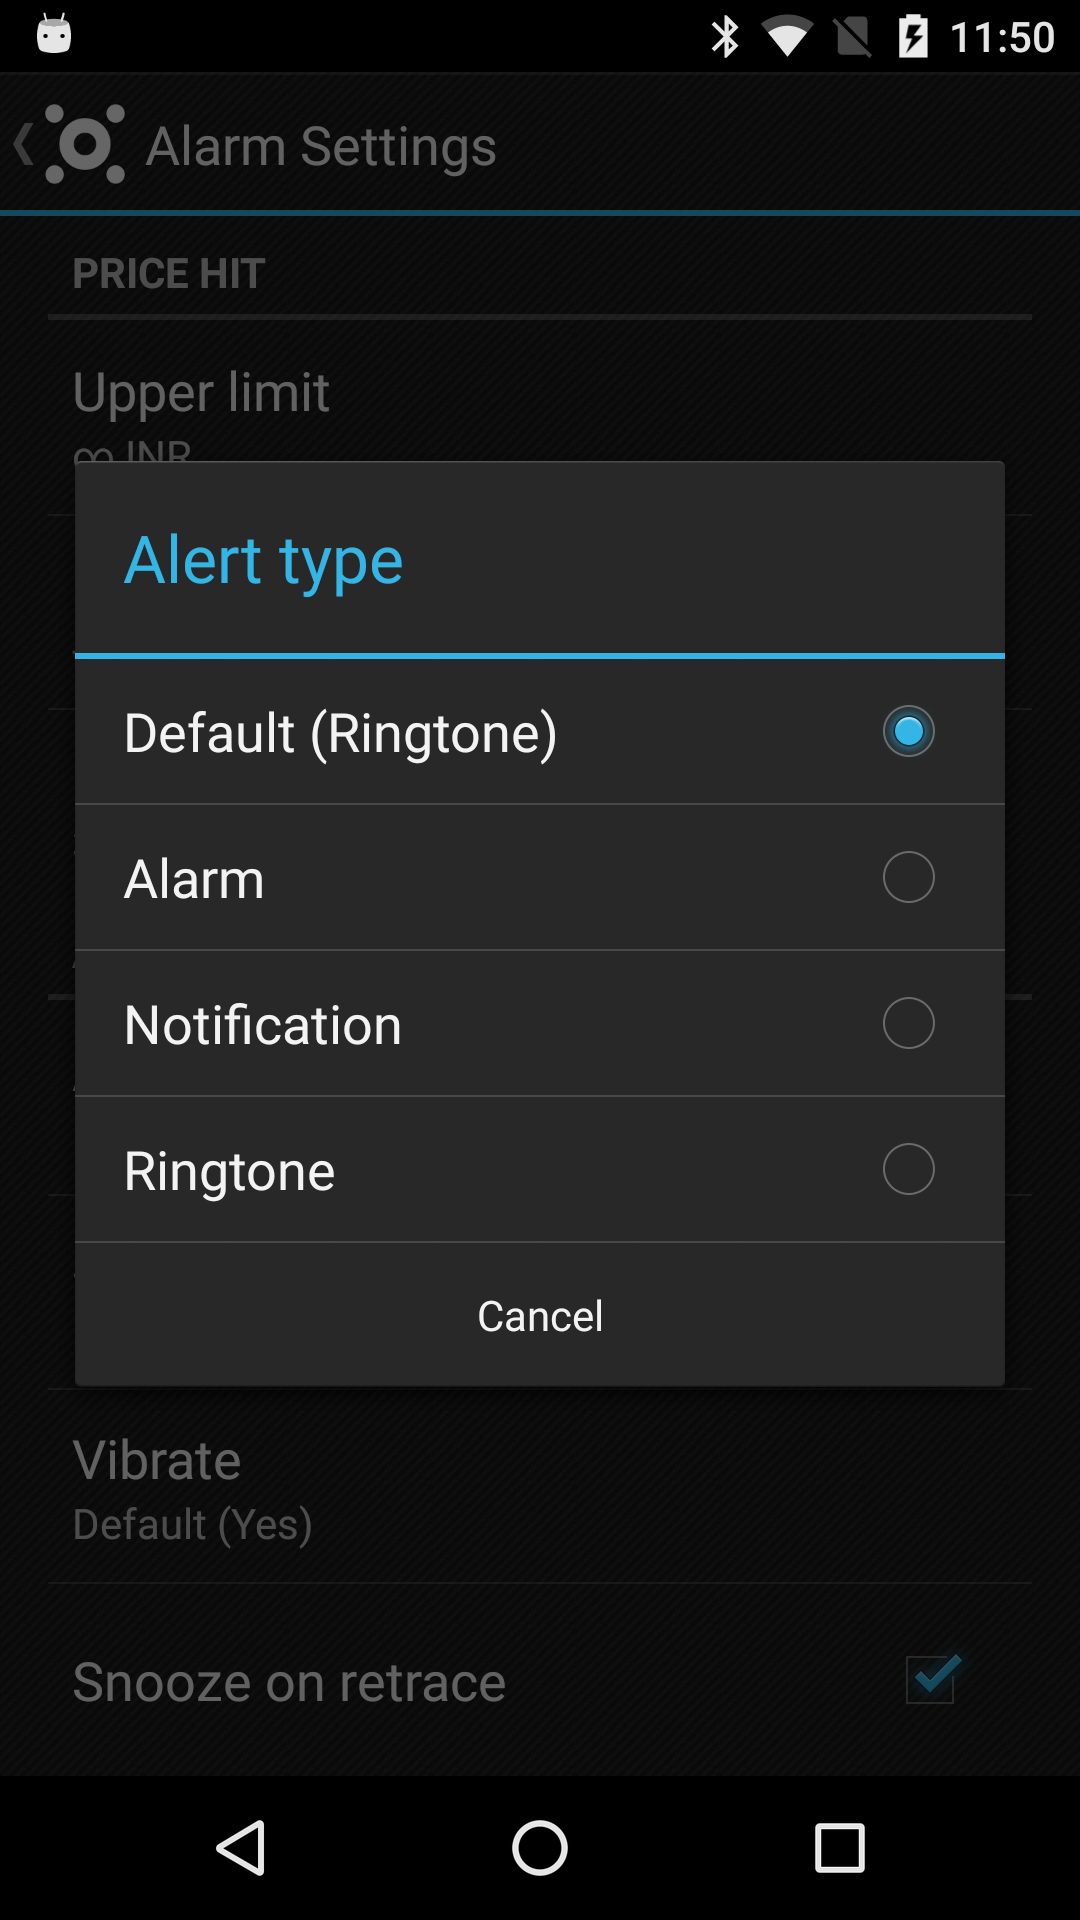 11:50
Alarm Settings
PRICE HIT
Upper limit
∞ INR
Alert type
Default (Ringtone)
Alarm
Notification
Ringtone
Cancel
Vibrate
Default (Yes)
Snooze on retrace